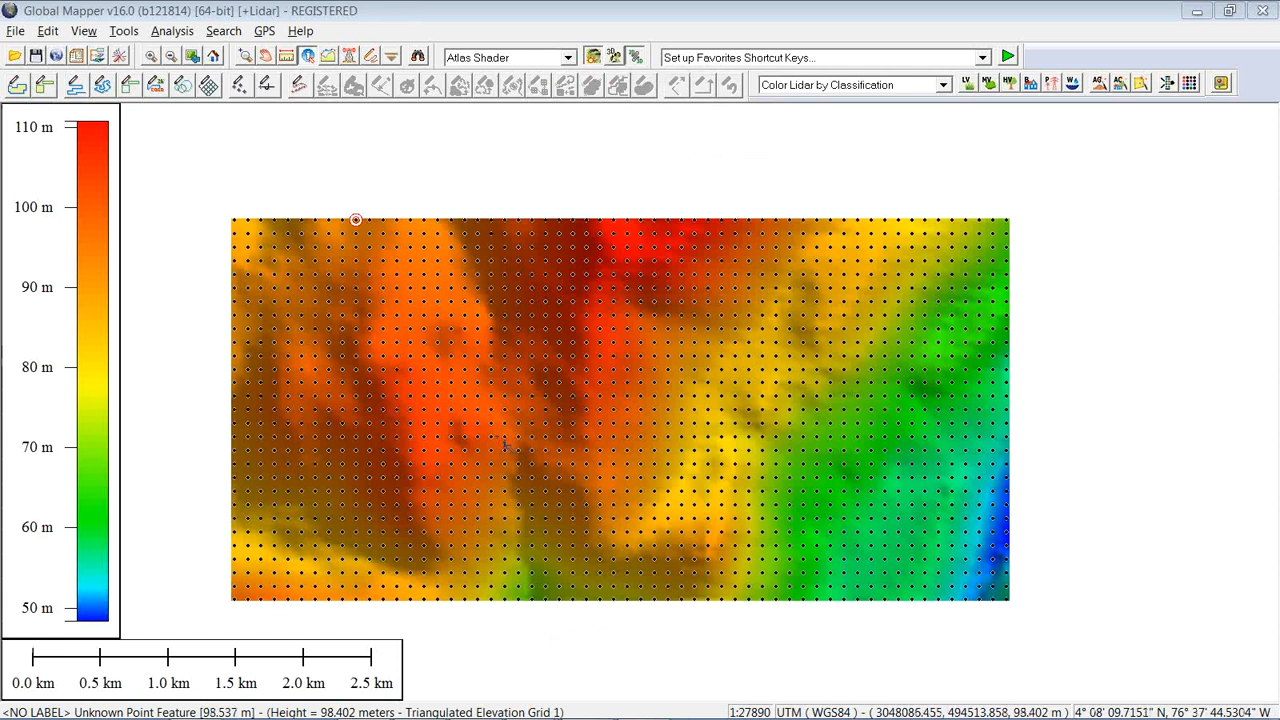 Global Mapper v16.0 (b121814) [64-bit] [+Lidar] - REGISTERED
File Edit View Tools Analysis Search GPS Help
Atlas Shader
Set up Favorites Shortcut Keys...
Color Lidar by Classification
110 m
100 m
90 m
80 m
70 m
60 m
50 m
0.0 km 0.5 km 1.0 km 1.5 km 2.0 km 2.5 km
<NO LABEL> Unknown Point Feature [98.537 m] - (Height = 98.402 meters - Triangulated Elevation Grid 1)
1:27890 UTM ( WGS84 ) - ( 3048086.455, 494513.858, 98.402 m ) 4° 08' 09.7151" N, 76° 37' 44.5304" W